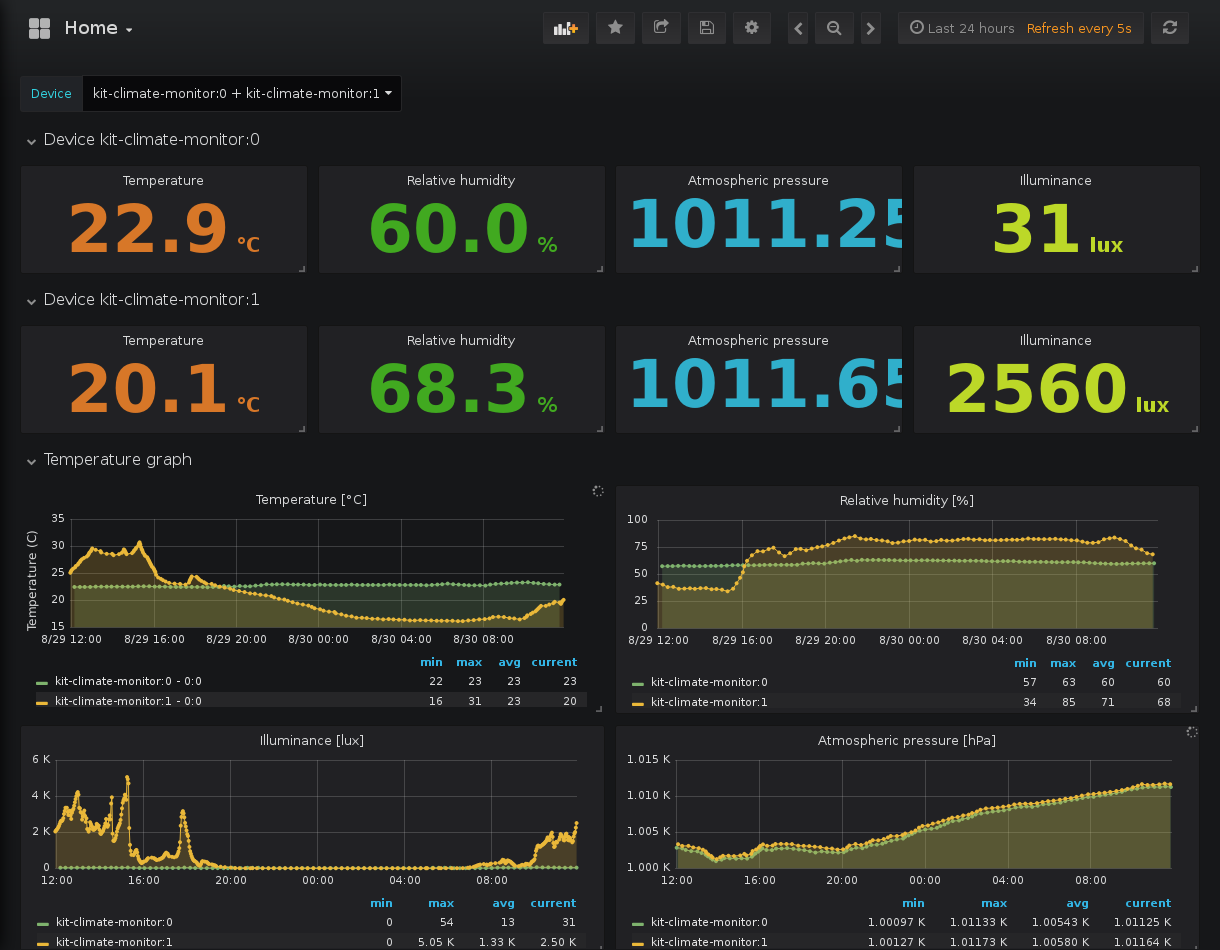 Home
Last 24 hours Refresh every 5s
Device kit-climate-monitor:0 + kit-climate-monitor:1
Device kit-climate-monitor:0
Temperature Relative humidity Atmospheric pressure Illuminance
22.9 °C 60.0 % 1011.25 31 lux
Device kit-climate-monitor:1
Temperature Relative humidity Atmospheric pressure Illuminance
20.1 °C 68.3 % 1011.65 2560 lux
Temperature graph
Temperature [°C]
Temperature (C)
35
30
25
20
15
8/29 12:00 8/29 16:00 8/29 20:00 8/30 00:00 8/30 04:00 8/30 08:00
min max avg current
kit-climate-monitor:0 - 0:0 22 23 23 23
kit-climate-monitor:1 - 0:0 16 31 23 20
Relative humidity [%]
100
75
50
25
0
8/29 12:00 8/29 16:00 8/29 20:00 8/30 00:00 8/30 04:00 8/30 08:00
min max avg current
kit-climate-monitor:0 57 63 60 60
kit-climate-monitor:1 34 85 71 68
Illuminance [lux]
6 K
4 K
2 K
0
12:00 16:00 20:00 00:00 04:00 08:00
min max avg current
kit-climate-monitor:0 0 54 13 31
kit-climate-monitor:1 0 5.05 K 1.33 K 2.50 K
Atmospheric pressure [hPa]
1.015 K
1.010 K
1.005 K
1.000 K
12:00 16:00 20:00 00:00 04:00 08:00
min max avg current
kit-climate-monitor:0 1.00097 K 1.01133 K 1.00543 K 1.01125 K
kit-climate-monitor:1 1.00127 K 1.01173 K 1.00580 K 1.01164 K